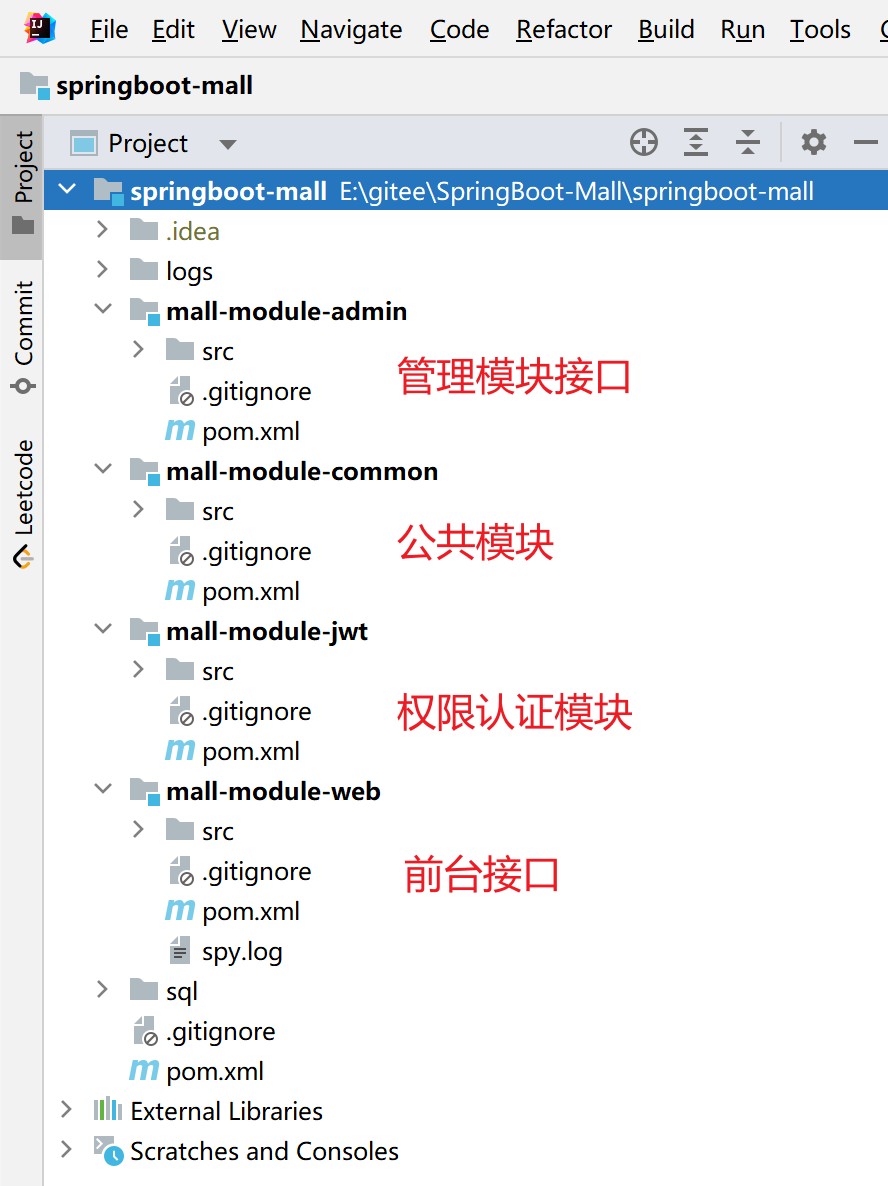 File Edit View Navigate Code Refactor Build Run Tools
springboot-mall
Project
Project
Commit
Leetcode
springboot-mall E:\gitee\SpringBoot-Mall\springboot-mall
.idea
logs
mall-module-admin
src
管理模块接口
.gitignore
pom.xml
mall-module-common
src
公共模块
.gitignore
pom.xml
mall-module-jwt
src
权限认证模块
.gitignore
pom.xml
mall-module-web
src
前台接口
.gitignore
pom.xml
spy.log
sql
.gitignore
pom.xml
External Libraries
Scratches and Consoles